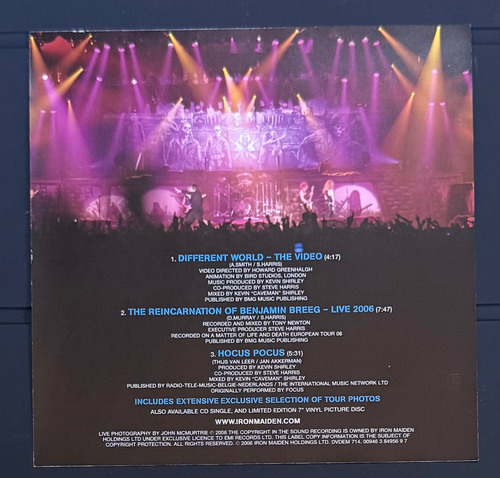 1. DIFFERENT WORLD – THE VIDEO (4:17)
(A.SMITH / S.HARRIS)
VIDEO DIRECTED BY HOWARD GREENHALGH
ANIMATION BY BIRD STUDIOS, LONDON
MUSIC PRODUCED BY KEVIN SHIRLEY
CO-PRODUCED BY STEVE HARRIS
MIXED BY KEVIN "CAVEMAN" SHIRLEY
PUBLISHED BY BMG MUSIC PUBLISHING
2. THE REINCARNATION OF BENJAMIN BREEG – LIVE 2006 (7:47)
(D.MURRAY / S.HARRIS)
RECORDED AND MIXED BY TONY NEWTON
EXECUTIVE PRODUCER STEVE HARRIS
RECORDED ON A MATTER OF LIFE AND DEATH EUROPEAN TOUR 06
PUBLISHED BY BMG MUSIC PUBLISHING
3. HOCUS POCUS (5:31)
(THIJS VAN LEER / JAN AKKERMAN)
PRODUCED BY KEVIN SHIRLEY
CO-PRODUCED BY STEVE HARRIS
MIXED BY KEVIN "CAVEMAN" SHIRLEY
PUBLISHED BY RADIO-TELE-MUSIC-BELGIE-NEDERLANDS / THE INTERNATIONAL MUSIC NETWORK LTD
ORIGINALLY PERFORMED BY FOCUS
INCLUDES EXTENSIVE EXCLUSIVE SELECTION OF TOUR PHOTOS
ALSO AVAILABLE CD SINGLE, AND LIMITED EDITION 7" VINYL PICTURE DISC
WWW.IRONMAIDEN.COM
LIVE PHOTOGRAPHY BY JOHN MCMURTRIE ℗ 2006 THE COPYRIGHT IN THE SOUND RECORDING IS OWNED BY IRON MAIDEN
HOLDINGS LTD UNDER EXCLUSIVE LICENCE TO EMI RECORDS LTD. THIS LABEL COPY INFORMATION IS THE SUBJECT OF
COPYRIGHT PROTECTION. ALL RIGHTS RESERVED. © 2006 IRON MAIDEN HOLDINGS LTD. DVDEM 714. 00946 3 84956 9 7